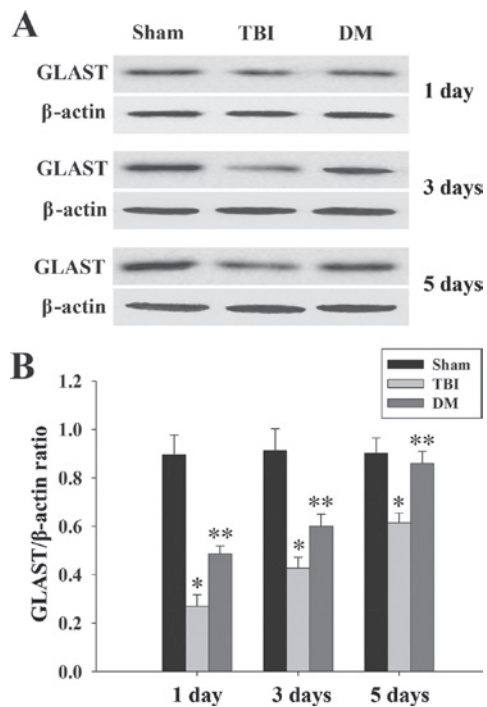 A
Sham TBI DM
GLAST
β-actin
1 day
GLAST
β-actin
3 days
GLAST
β-actin
5 days
B
Sham
TBI
DM
GLAST/β-actin ratio
1.2
1.0
0.8
0.6
0.4
0.2
0.0
* ** * ** * **
1 day 3 days 5 days